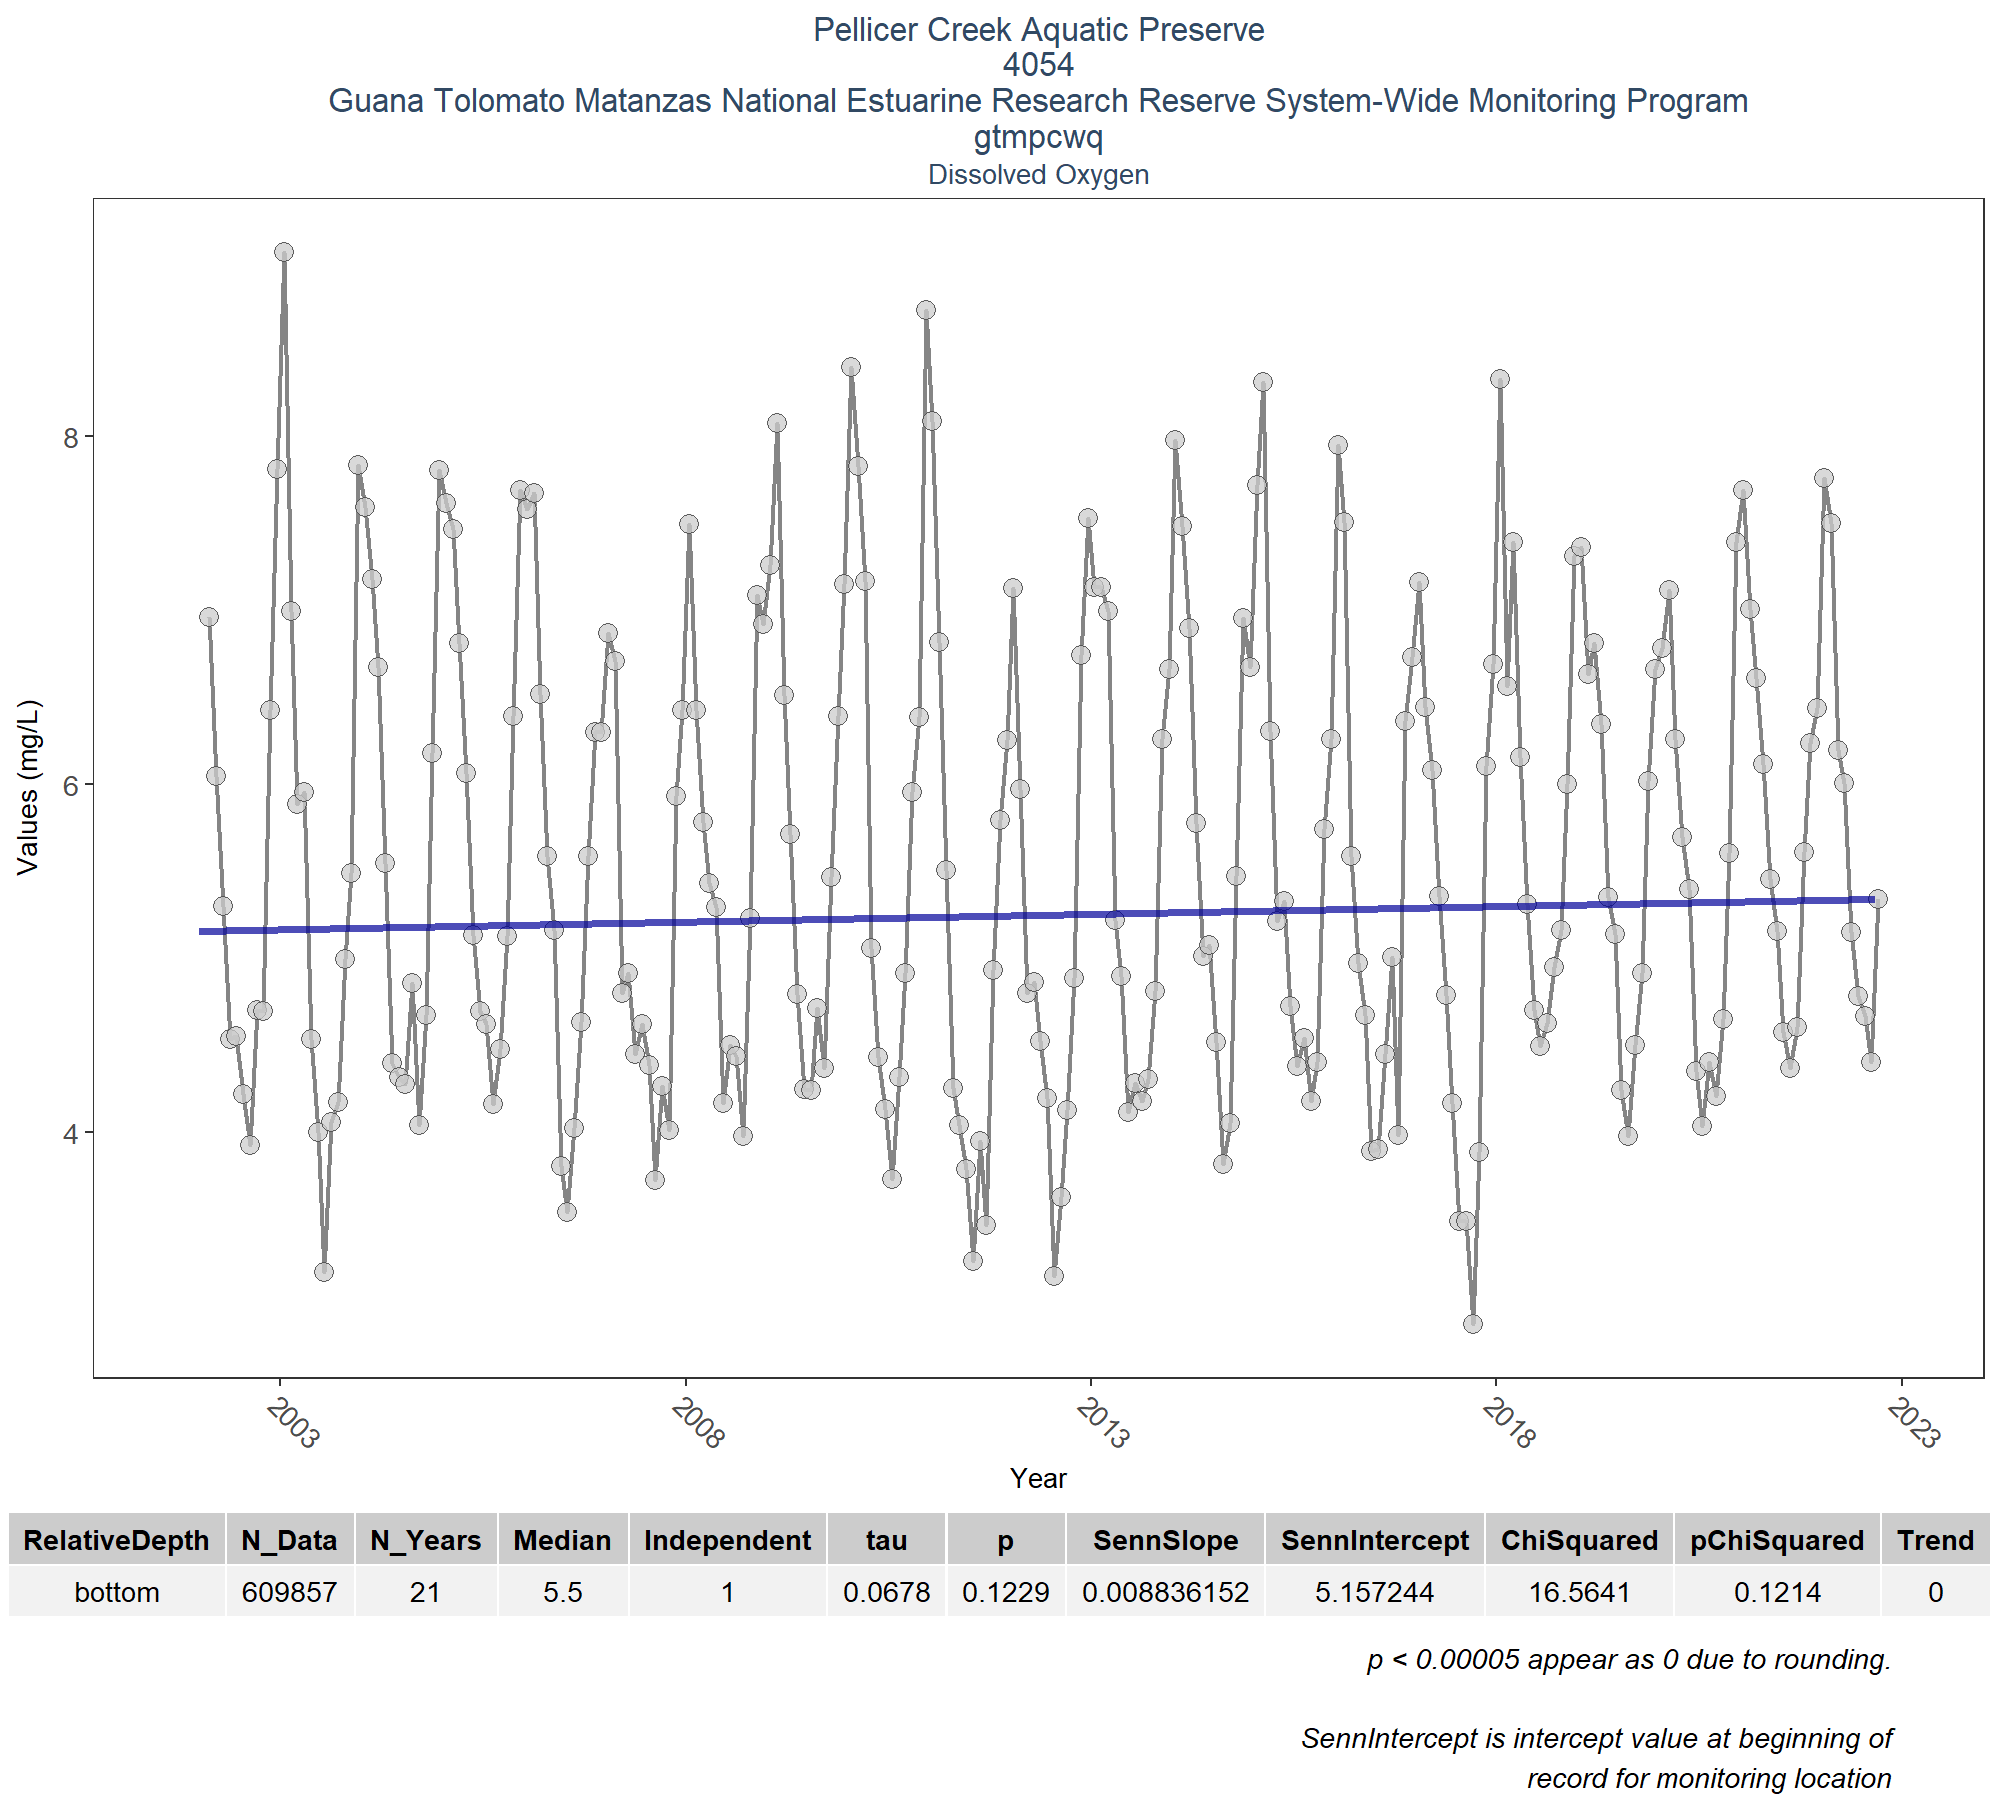 Pellicer Creek Aquatic Preserve
4054
Guana Tolomato Matanzas National Estuarine Research Reserve System-Wide Monitoring Program
gtmpcwq
Dissolved Oxygen
Values (mg/L)
8
6
4
2003 2008 2013 2018 2023
Year
RelativeDepth N_Data N_Years Median Independent tau p SennSlope SennIntercept ChiSquared pChiSquared Trend
bottom 609857 21 5.5 1 0.0678 0.1229 0.008836152 5.157244 16.5641 0.1214 0
p < 0.00005 appear as 0 due to rounding.
SennIntercept is intercept value at beginning of
record for monitoring location